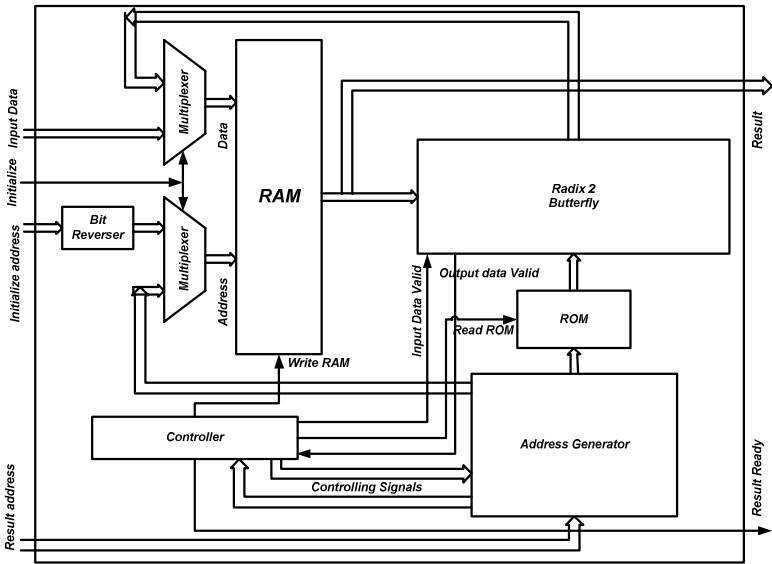 Multiplexer
Input Data
Data
RAM
Result
Radix 2
Butterfly
Initialize
Bit
Reverser
Multiplexer
Initialize address
Address
Input Data Valid
Output data Valid
ROM
Read ROM
Write RAM
Controller
Address Generator
Controlling Signals
Result address
Result Ready